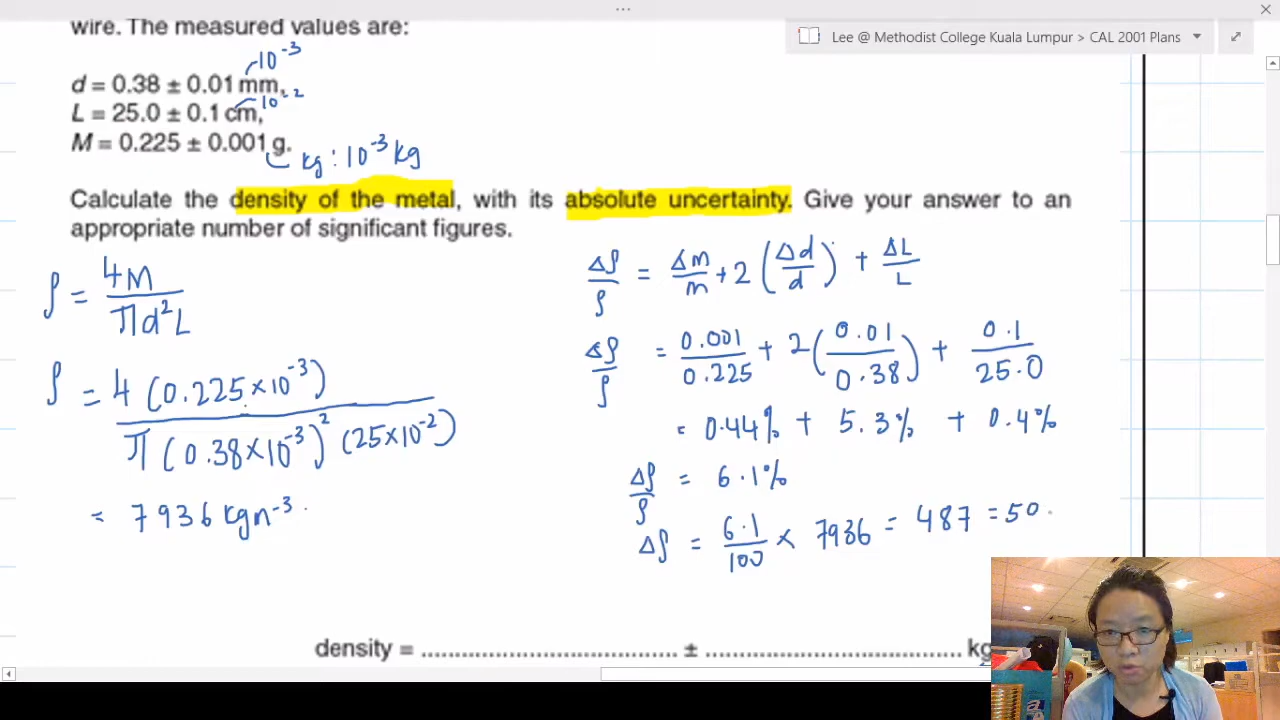 wire. The measured values are:
Lee @ Methodist College Kuala Lumpur > CAL 2001 Plans
10⁻³
d = 0.38 ± 0.01 mm,
10⁻²
L = 25.0 ± 0.1 cm,
M = 0.225 ± 0.001 g.
kg : 10⁻³ kg
Calculate the density of the metal, with its absolute uncertainty. Give your answer to an
appropriate number of significant figures.
ρ = 4M / πd²L
ρ = 4 (0.225×10⁻³) / π (0.38×10⁻³)² (25×10⁻²)
= 7936 kgm⁻³
Δρ/ρ = Δm/m + 2 (Δd/d) + ΔL/L
Δρ/ρ = 0.001/0.225 + 2 (0.01/0.38) + 0.1/25.0
= 0.44% + 5.3% + 0.4%
Δρ/ρ = 6.1%
Δρ = 6.1/100 × 7936 = 487 = 50
density = ........................................ ± ........................................ kg